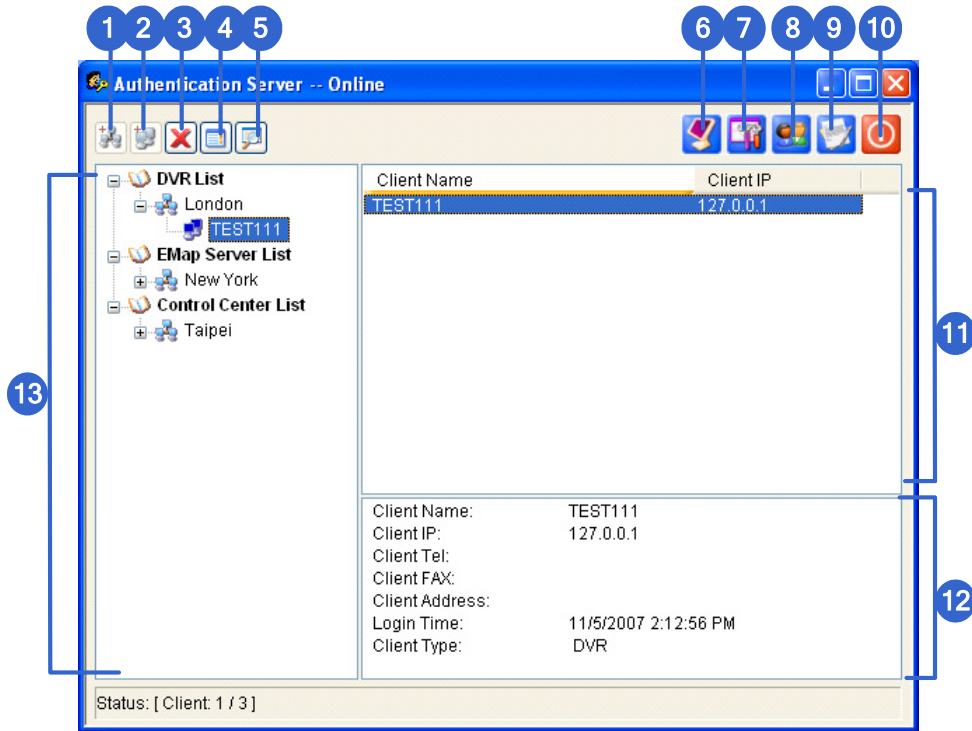 1 2 3 4 5 6 7 8 9 10
Authentication Server -- Online
DVR List
London
TEST111
EMap Server List
New York
Control Center List
Taipei
13
Client Name Client IP
TEST111 127.0.0.1
11
Client Name: TEST111
Client IP: 127.0.0.1
Client Tel:
Client FAX:
Client Address:
Login Time: 11/5/2007 2:12:56 PM
Client Type: DVR
12
Status: [ Client: 1 / 3 ]